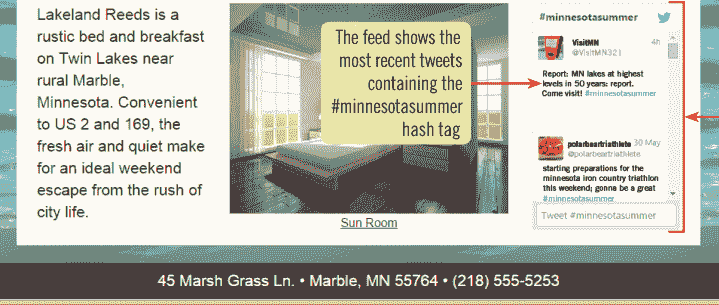 Lakeland Reeds is a
rustic bed and breakfast
on Twin Lakes near
rural Marble,
Minnesota. Convenient
to US 2 and 169, the
fresh air and quiet make
for an ideal weekend
escape from the rush of
city life.
The feed shows the
most recent tweets
containing the
#minnesotasummer
hash tag
Sun Room
#minnesotasummer
VisitMN 4h
@VisitMN321
Report: MN lakes at highest
levels in 50 years: report.
Come visit! #minnesotasummer
polarbeartriathlete 30 May
@polarbeartriathlete
starting preparations for the
minnesota iron country triathlon
this weekend; gonna be a great
#minnesotasummer
Tweet #minnesotasummer
45 Marsh Grass Ln. • Marble, MN 55764 • (218) 555-5253